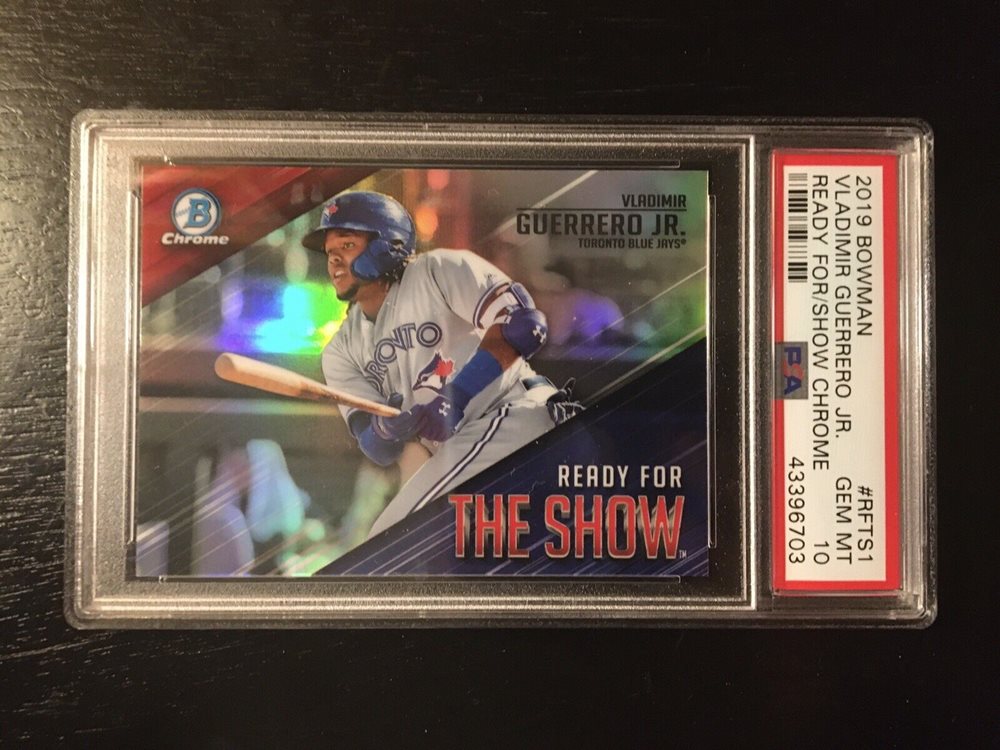 B
Chrome
VLADIMIR
GUERRERO JR.
TORONTO BLUE JAYS®
TORONTO
READY FOR
THE SHOW™
2019 BOWMAN #RFTS1
VLADIMIR GUERRERO JR. GEM MT
READY FOR/SHOW CHROME 10
PSA 43396703